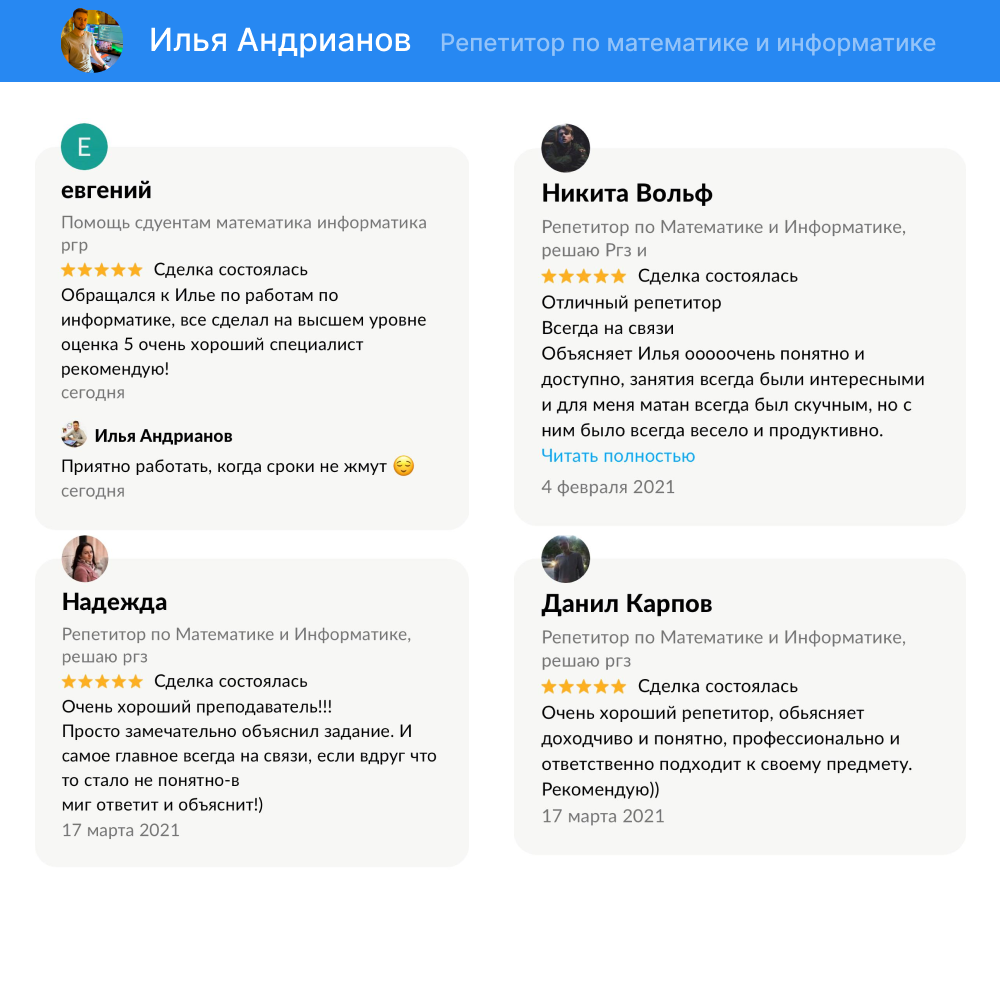 Илья Андрианов Репетитор по математике и информатике
Е
евгений
Помощь сдуентам математика информатика
ргр
Сделка состоялась
Обращался к Илье по работам по
информатике, все сделал на высшем уровне
оценка 5 очень хороший специалист
рекомендую!
сегодня
Илья Андрианов
Приятно работать, когда сроки не жмут 😌
сегодня
Никита Вольф
Репетитор по Математике и Информатике,
решаю Ргз и
Сделка состоялась
Отличный репетитор
Всегда на связи
Объясняет Илья ооооочень понятно и
доступно, занятия всегда были интересными
и для меня матан всегда был скучным, но с
ним было всегда весело и продуктивно.
Читать полностью
4 февраля 2021
Надежда
Репетитор по Математике и Информатике,
решаю ргз
Сделка состоялась
Очень хороший преподаватель!!!
Просто замечательно объяснил задание. И
самое главное всегда на связи, если вдруг что
то стало не понятно-в
миг ответит и объяснит!)
17 марта 2021
Данил Карпов
Репетитор по Математике и Информатике,
решаю ргз
Сделка состоялась
Очень хороший репетитор, обьясняет
доходчиво и понятно, профессионально и
ответственно подходит к своему предмету.
Рекомендую))
17 марта 2021